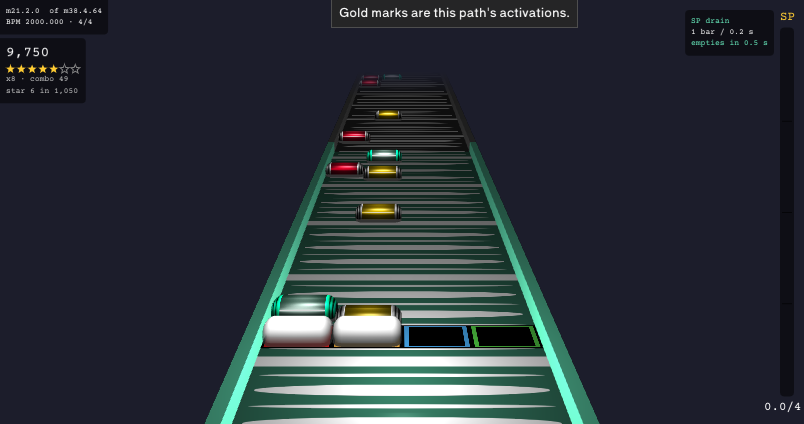 m21.2.0 of m38.4.64
BPM 2000.000 · 4/4
Gold marks are this path's activations.
SP drain
1 bar / 0.2 s
empties in 0.5 s
SP
9,750
x8 · combo 49
star 6 in 1,050
0.0/4